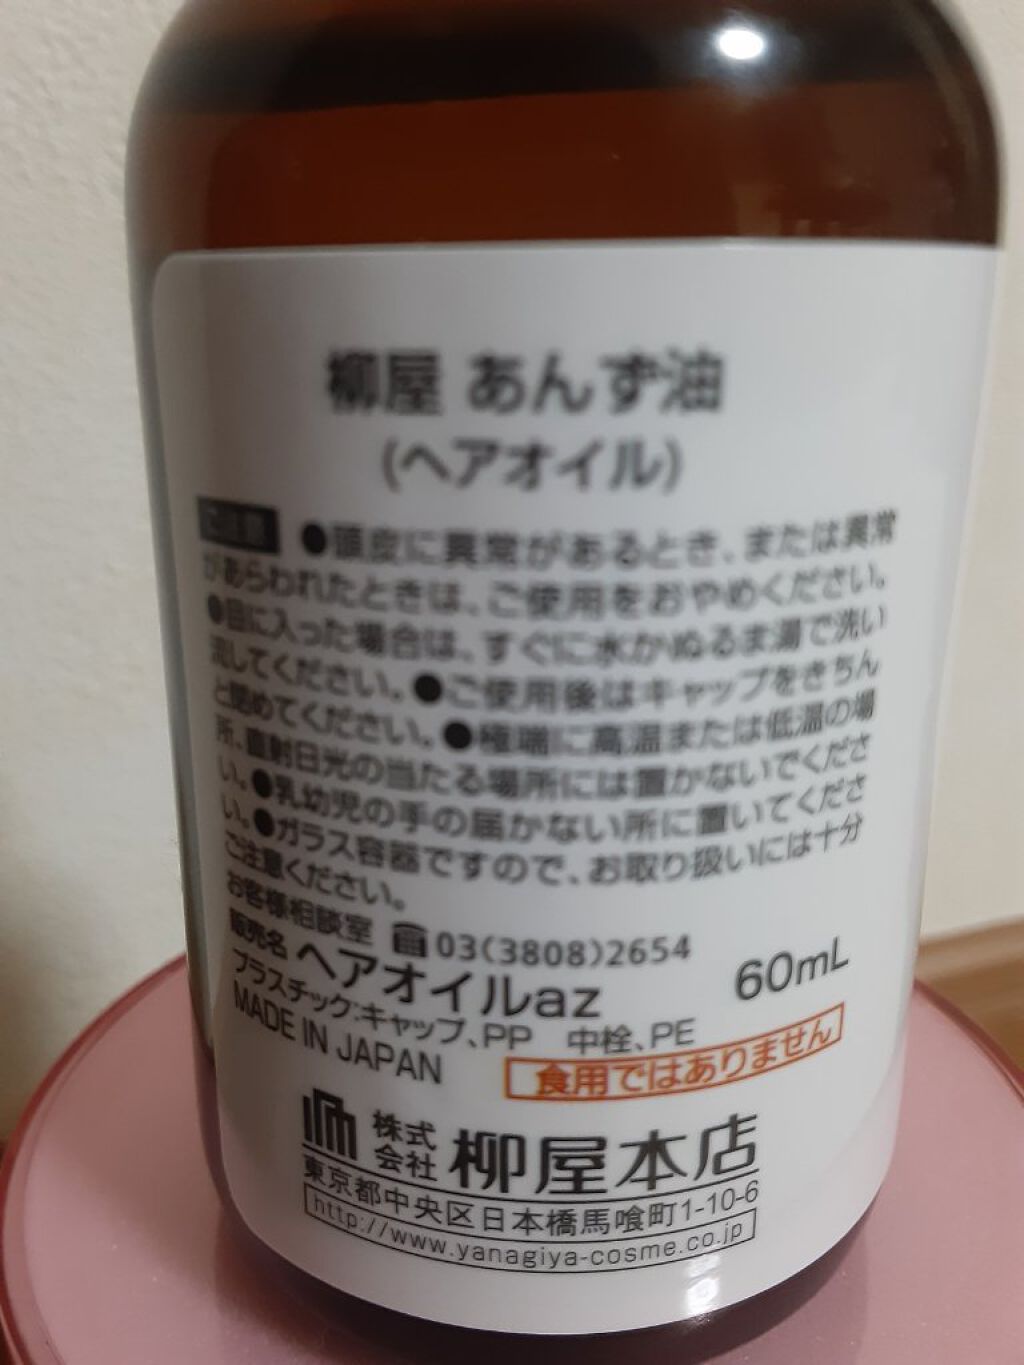 柳屋 あんず油
(ヘアオイル)
ご注意 ●頭皮に異常があるとき、または異常
があらわれたときは、ご使用をおやめください。
●目に入った場合は、すぐに水かぬるま湯で洗い
流してください。●ご使用後はキャップをきちん
と閉めてください。●極端に高温または低温の場
所、直射日光の当たる場所には置かないでくださ
い。●乳幼児の手の届かない所に置いてくださ
い。●ガラス容器ですので、お取り扱いには十分
ご注意ください。
お客様相談室 ☎03(3808)2654
販売名 ヘアオイルaz 60mL
プラスチック:キャップ、PP 中栓、PE
MADE IN JAPAN
食用ではありません
株式会社 柳屋本店
東京都中央区日本橋馬喰町1-10-6
http://www.yanagiya-cosme.co.jp